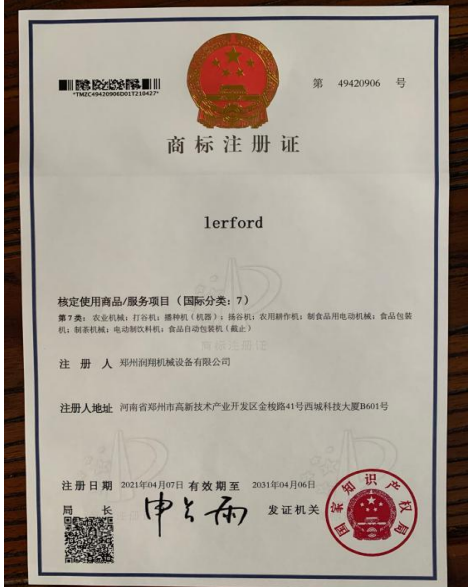 *TMZC49420906D01T210427*
第 49420906 号
商标注册证
lerford
核定使用商品/服务项目（国际分类：7）
第7类：农业机械；打谷机；播种机（机器）；扬谷机；农用耕作机；制食品用电动机械；食品包装
机；制茶机械；电动制饮料机；食品自动包装机（截止）
商标注册证
注 册 人 郑州润翔机械设备有限公司
注册人地址 河南省郑州市高新技术产业开发区金梭路41号西城科技大厦B601号
注册日期 2021年04月07日 有效期至 2031年04月06日
局 长 申长雨 发证机关
国家知识产权局